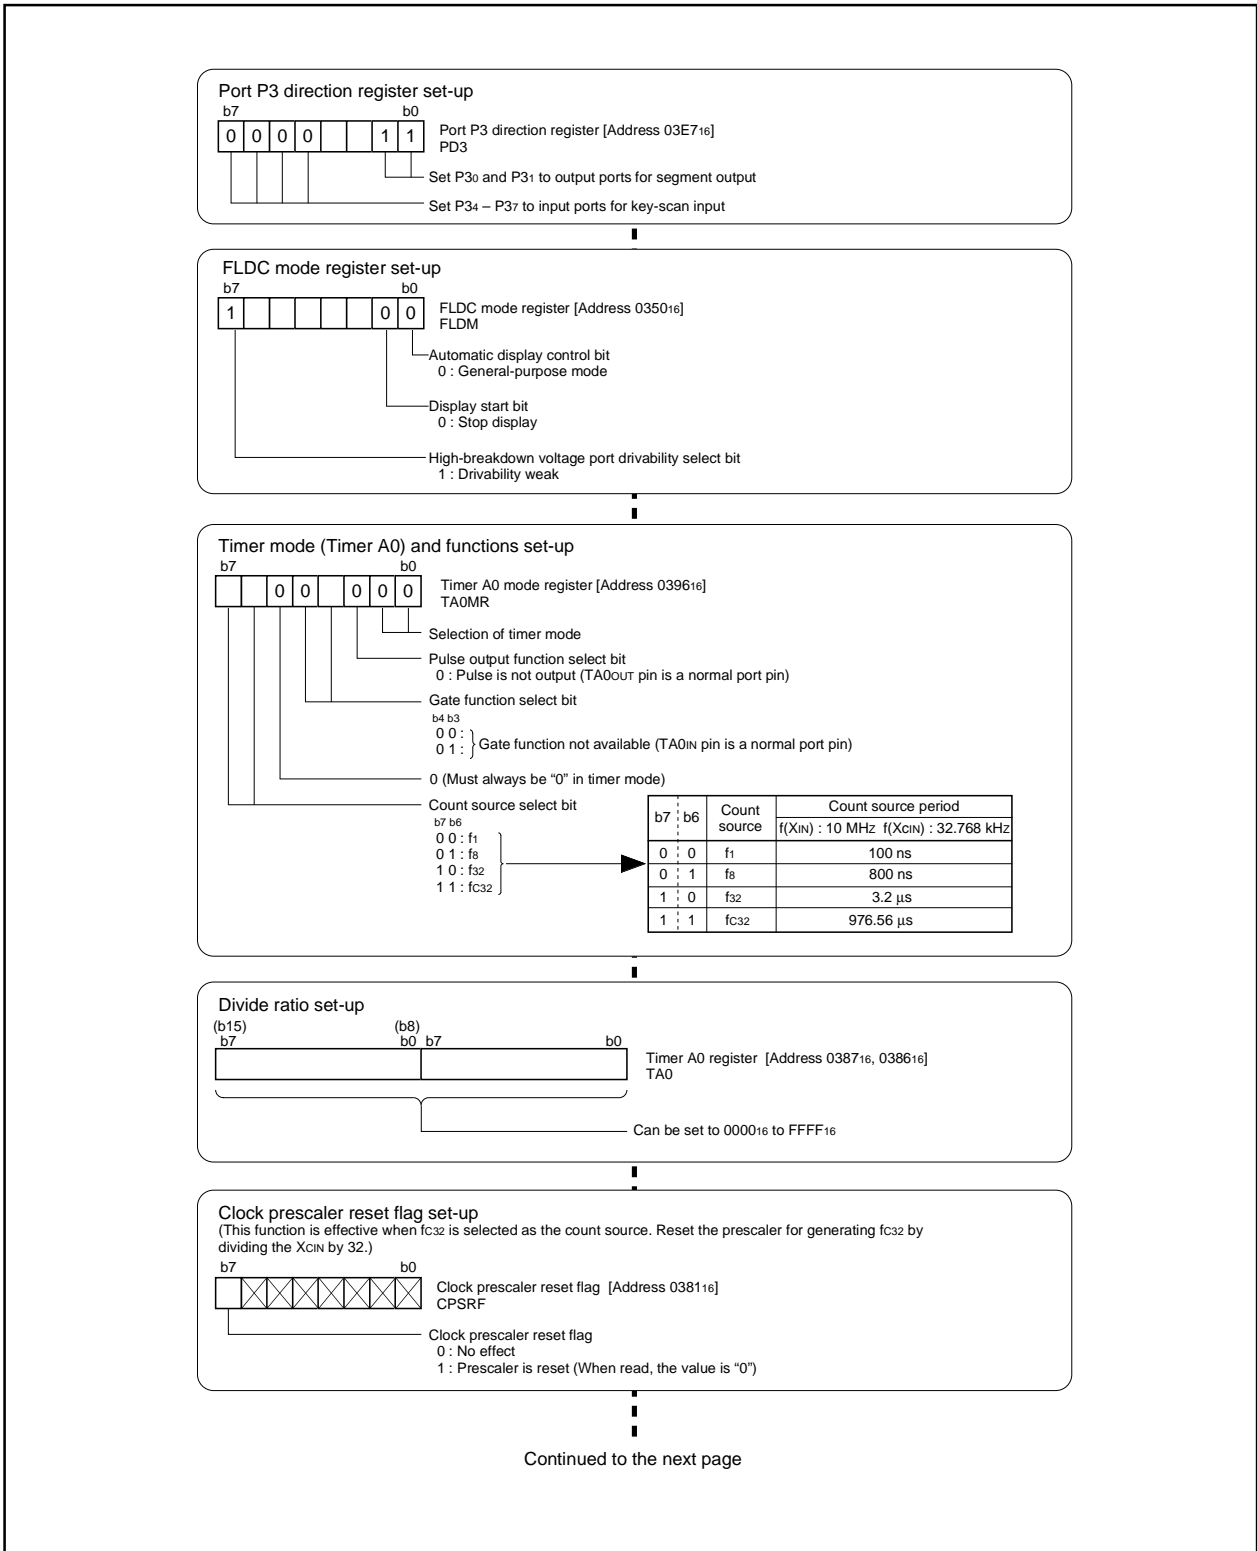 Port P3 direction register set-up
b7 b0
0 0 0 0 1 1
Port P3 direction register [Address 03E716]
PD3
Set P30 and P31 to output ports for segment output
Set P34 – P37 to input ports for key-scan input
FLDC mode register set-up
b7 b0
1 0 0
FLDC mode register [Address 035016]
FLDM
Automatic display control bit
0 : General-purpose mode
Display start bit
0 : Stop display
High-breakdown voltage port drivability select bit
1 : Drivability weak
Timer mode (Timer A0) and functions set-up
b7 b0
0 0 0 0 0
Timer A0 mode register [Address 039616]
TA0MR
Selection of timer mode
Pulse output function select bit
0 : Pulse is not output (TA0OUT pin is a normal port pin)
Gate function select bit
b4 b3
0 0 :
0 1 :
Gate function not available (TA0IN pin is a normal port pin)
0 (Must always be “0” in timer mode)
Count source select bit
b7 b6
0 0 : f1
0 1 : f8
1 0 : f32
1 1 : fC32
b7 b6 Count source Count source period
f(XIN) : 10 MHz f(XCIN) : 32.768 kHz
0 0 f1 100 ns
0 1 f8 800 ns
1 0 f32 3.2 µs
1 1 fC32 976.56 µs
Divide ratio set-up
(b15) (b8)
b7 b0 b7 b0
Timer A0 register [Address 038716, 038616]
TA0
Can be set to 000016 to FFFF16
Clock prescaler reset flag set-up
(This function is effective when fC32 is selected as the count source. Reset the prescaler for generating fC32 by
dividing the XCIN by 32.)
b7 b0
Clock prescaler reset flag [Address 038116]
CPSRF
Clock prescaler reset flag
0 : No effect
1 : Prescaler is reset (When read, the value is “0”)
Continued to the next page